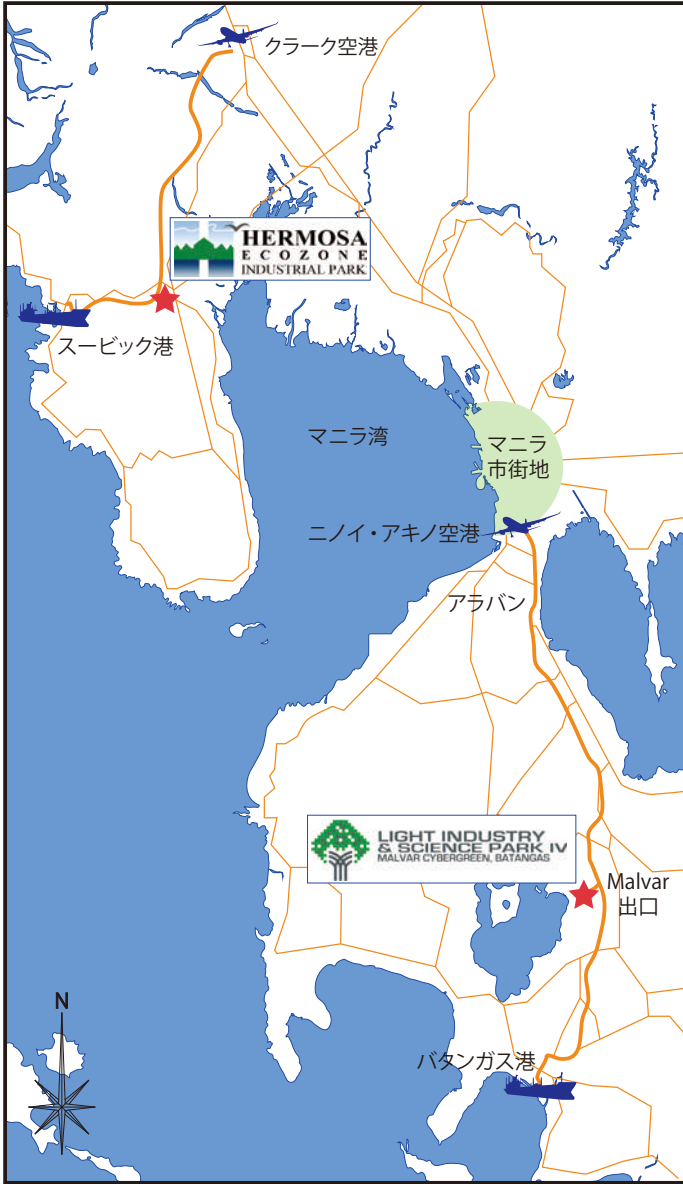 クラーク空港
HERMOSA
ECOZONE
INDUSTRIAL PARK
スービック港
マニラ湾
マニラ
市街地
ニノイ・アキノ空港
アラバン
LIGHT INDUSTRY
& SCIENCE PARK IV
MALVAR CYBERGREEN, BATANGAS
Malvar
出口
N
バタンガス港